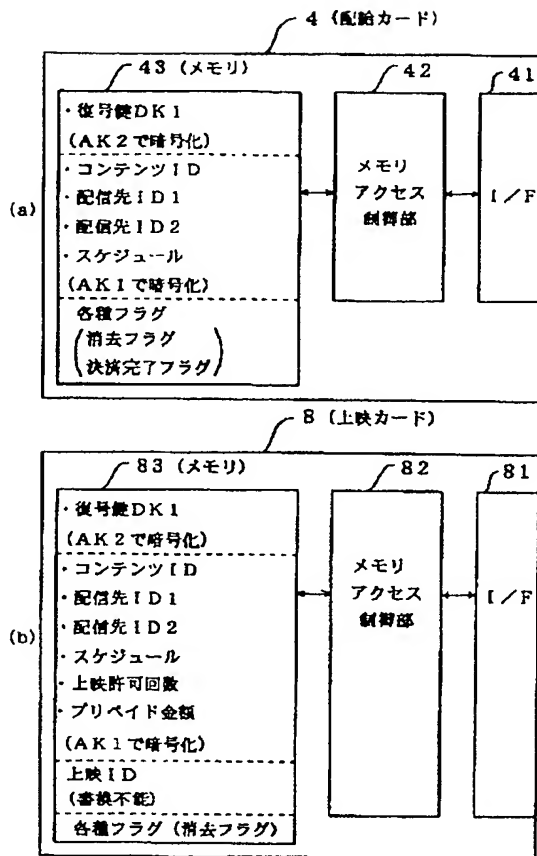 4 (配給カード)
43 (メモリ)
42
41
・復号鍵DK1
(AK2で暗号化)
・コンテンツID
・配信先ID1
・配信先ID2
・スケジュール
(AK1で暗号化)
各種フラグ
(消去フラグ
決済完了フラグ)
メモリ
アクセス
制御部
I/F
(a)
8 (上映カード)
83 (メモリ)
82
81
・復号鍵DK1
(AK2で暗号化)
・コンテンツID
・配信先ID1
・配信先ID2
・スケジュール
・上映許可回数
・プリペイド金額
(AK1で暗号化)
上映ID
(書換不能)
各種フラグ (消去フラグ)
メモリ
アクセス
制御部
I/F
(b)